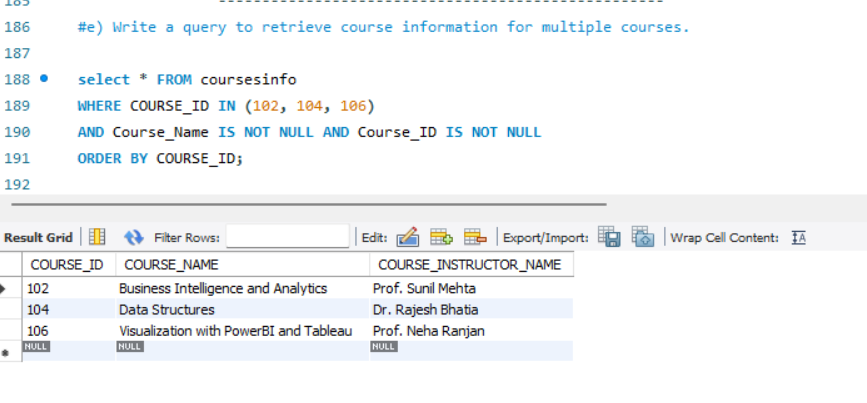 185 --------------------------------------------------
186 #e) Write a query to retrieve course information for multiple courses.
187
188 select * FROM coursesinfo
189 WHERE COURSE_ID IN (102, 104, 106)
190 AND Course_Name IS NOT NULL AND Course_ID IS NOT NULL
191 ORDER BY COURSE_ID;
192
Result Grid Filter Rows: Edit: Export/Import: Wrap Cell Content: IA
COURSE_ID COURSE_NAME COURSE_INSTRUCTOR_NAME
102 Business Intelligence and Analytics Prof. Sunil Mehta
104 Data Structures Dr. Rajesh Bhatia
106 Visualization with PowerBI and Tableau Prof. Neha Ranjan
NULL NULL NULL